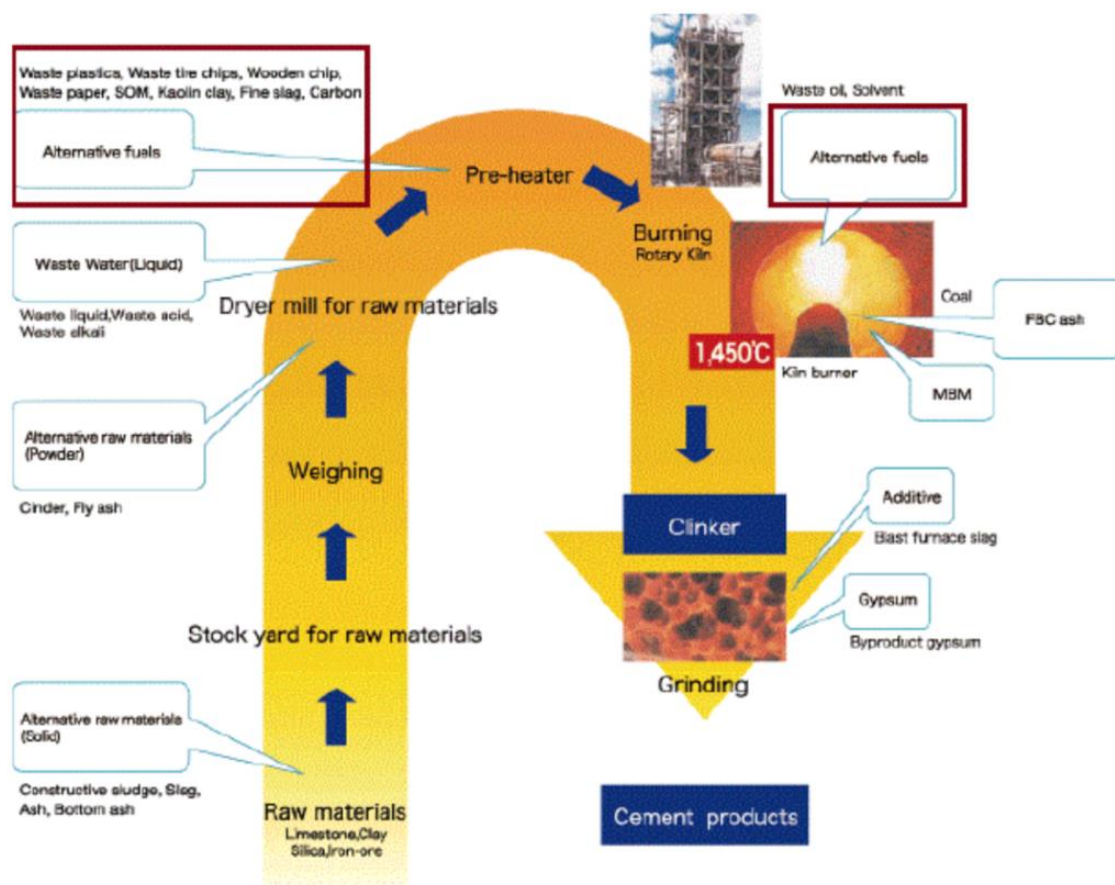 Waste plastics, Waste tire chips, Wooden chip,
Waste paper, SOM, Kaolin clay, Fine slag, Carbon
Alternative fuels
Waste Water(Liquid)
Waste liquid,Waste acid,
Waste alkali
Alternative raw materials
(Powder)
Cinder, Fly ash
Alternative raw materials
(Solid)
Constructive sludge, Slag,
Ash, Bottom ash
Raw materials
Limestone,Clay
Silica,Iron-ore
Stock yard for raw materials
Weighing
Dryer mill for raw materials
Pre-heater
Burning
Rotary Kiln
Waste oil, Solvent
Alternative fuels
Coal
FBC ash
1,450℃
Kiln burner
MBM
Clinker
Additive
Blast furnace slag
Gypsum
Byproduct gypsum
Grinding
Cement products